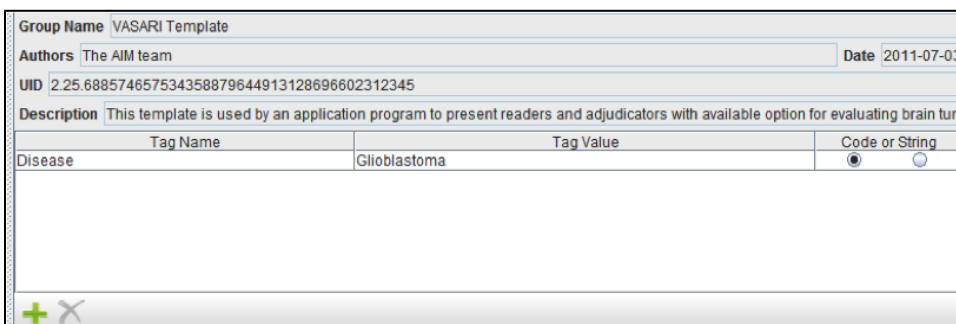 Group Name VASARI Template
Authors The AIM team Date 2011-07-03
UID 2.25.688574657534358879644913128696602312345
Description This template is used by an application program to present readers and adjudicators with available option for evaluating brain tur
Tag Name Tag Value Code or String
Disease Glioblastoma